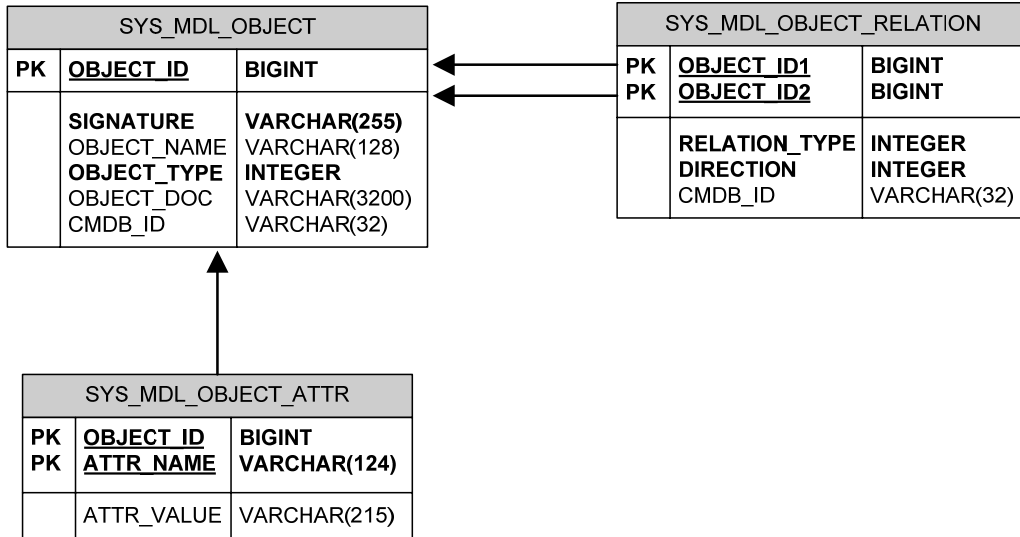 SYS_MDL_OBJECT
PK OBJECT_ID BIGINT
SIGNATURE VARCHAR(255)
OBJECT_NAME VARCHAR(128)
OBJECT_TYPE INTEGER
OBJECT_DOC VARCHAR(3200)
CMDB_ID VARCHAR(32)
SYS_MDL_OBJECT_RELATION
PK OBJECT_ID1 BIGINT
PK OBJECT_ID2 BIGINT
RELATION_TYPE INTEGER
DIRECTION INTEGER
CMDB_ID VARCHAR(32)
SYS_MDL_OBJECT_ATTR
PK OBJECT_ID BIGINT
PK ATTR_NAME VARCHAR(124)
ATTR_VALUE VARCHAR(215)